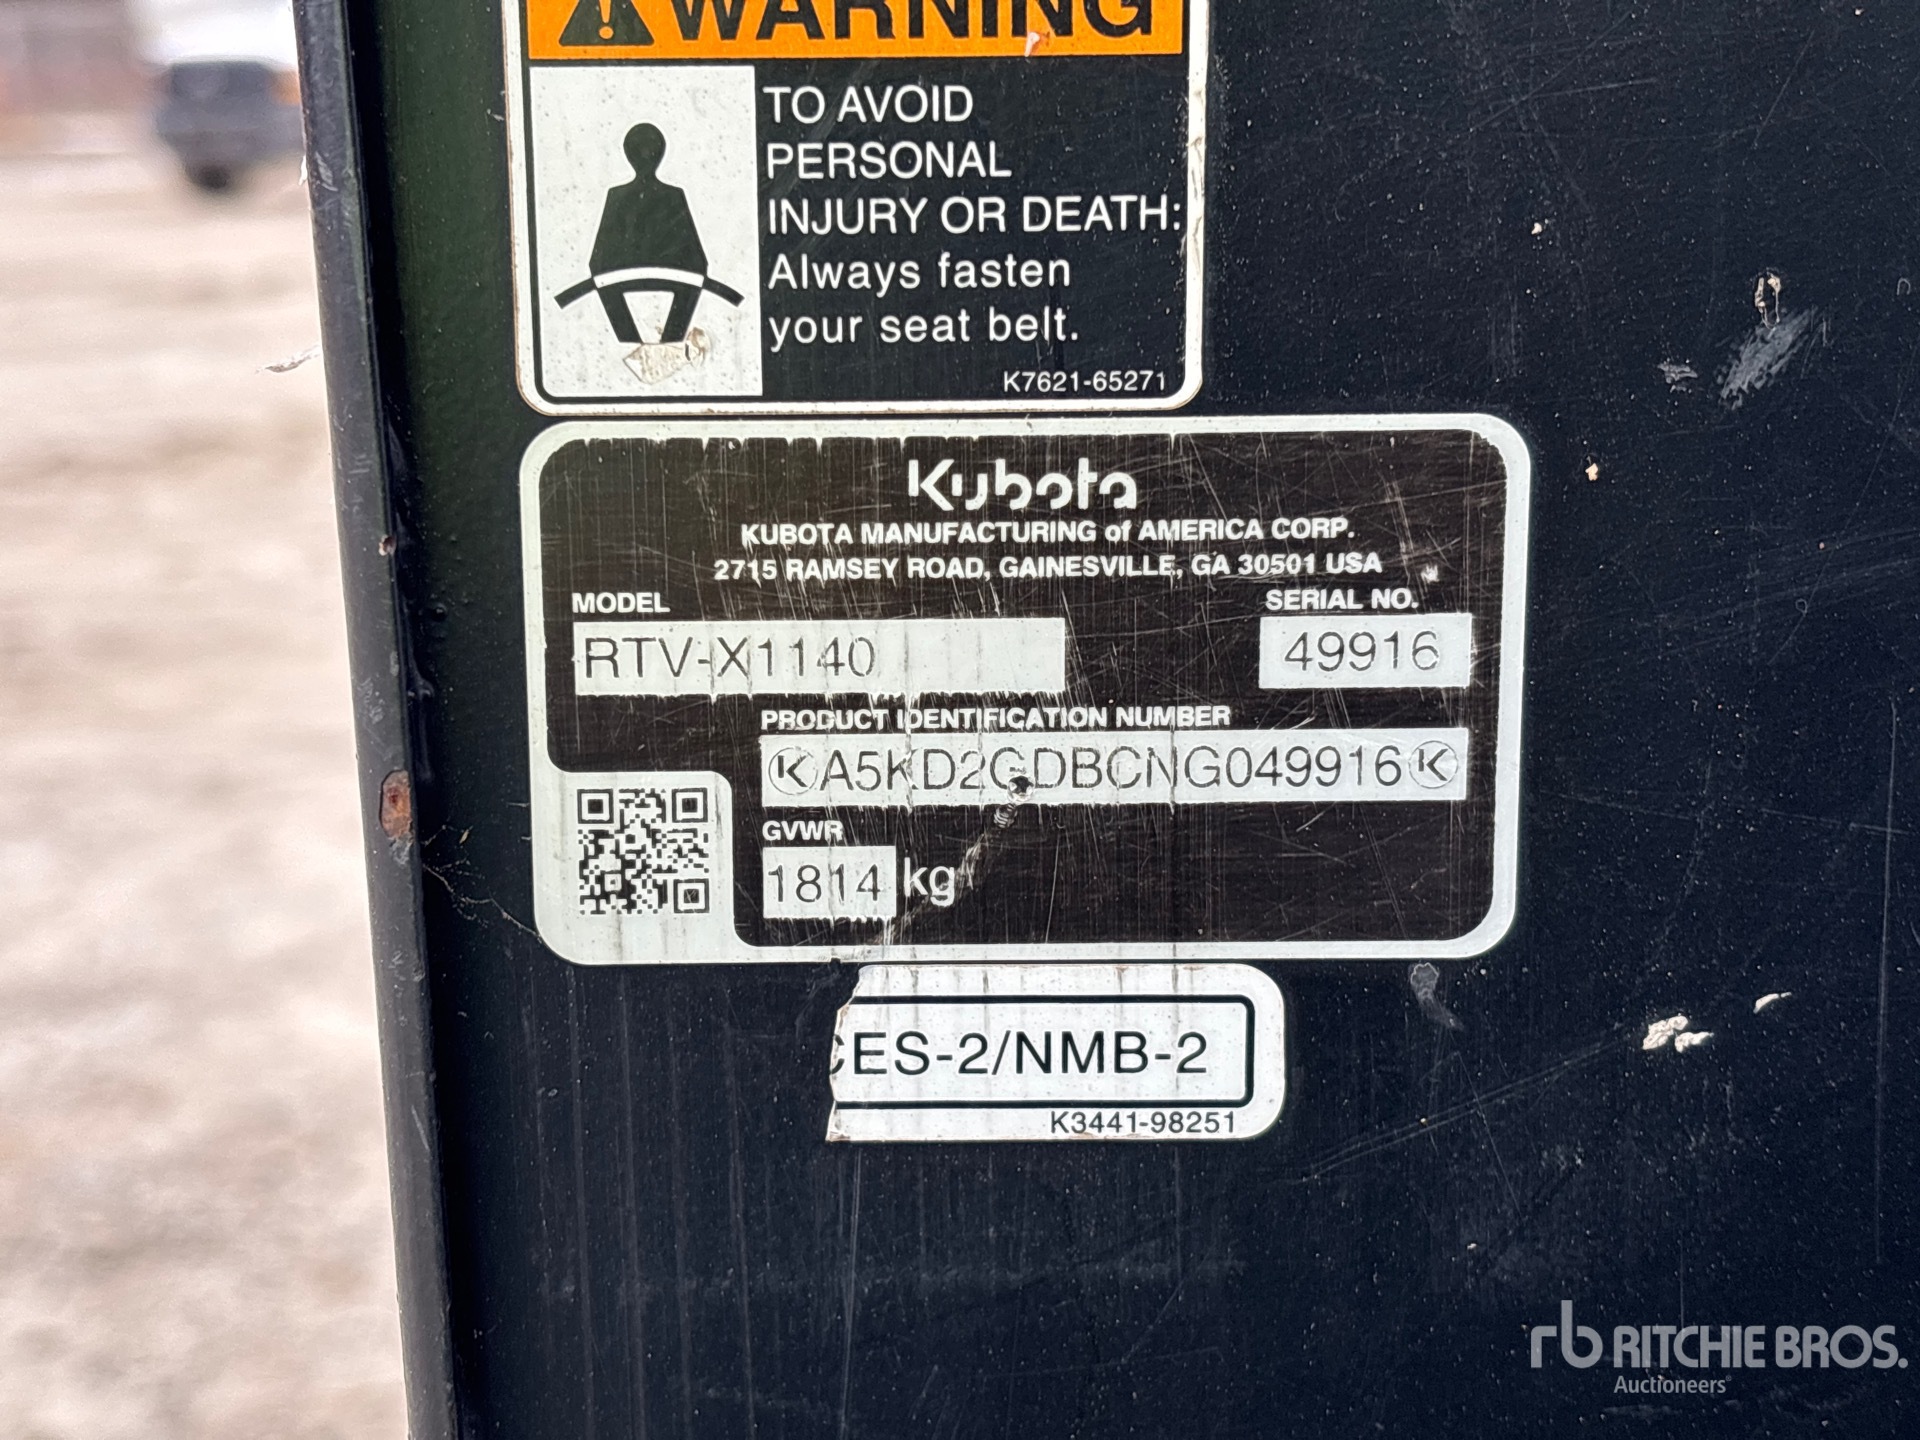 WARNING
TO AVOID
PERSONAL
INJURY OR DEATH:
Always fasten
your seat belt.
K7621-65271
Kubota
KUBOTA MANUFACTURING of AMERICA CORP.
2715 RAMSEY ROAD, GAINESVILLE, GA 30501 USA
MODEL SERIAL NO.
RTV-X1140 49916
PRODUCT IDENTIFICATION NUMBER
K A5KD2GDBCNG049916 K
GVWR
1814 kg
CES-2/NMB-2
K3441-98251
rb RITCHIE BROS.
Auctioneers